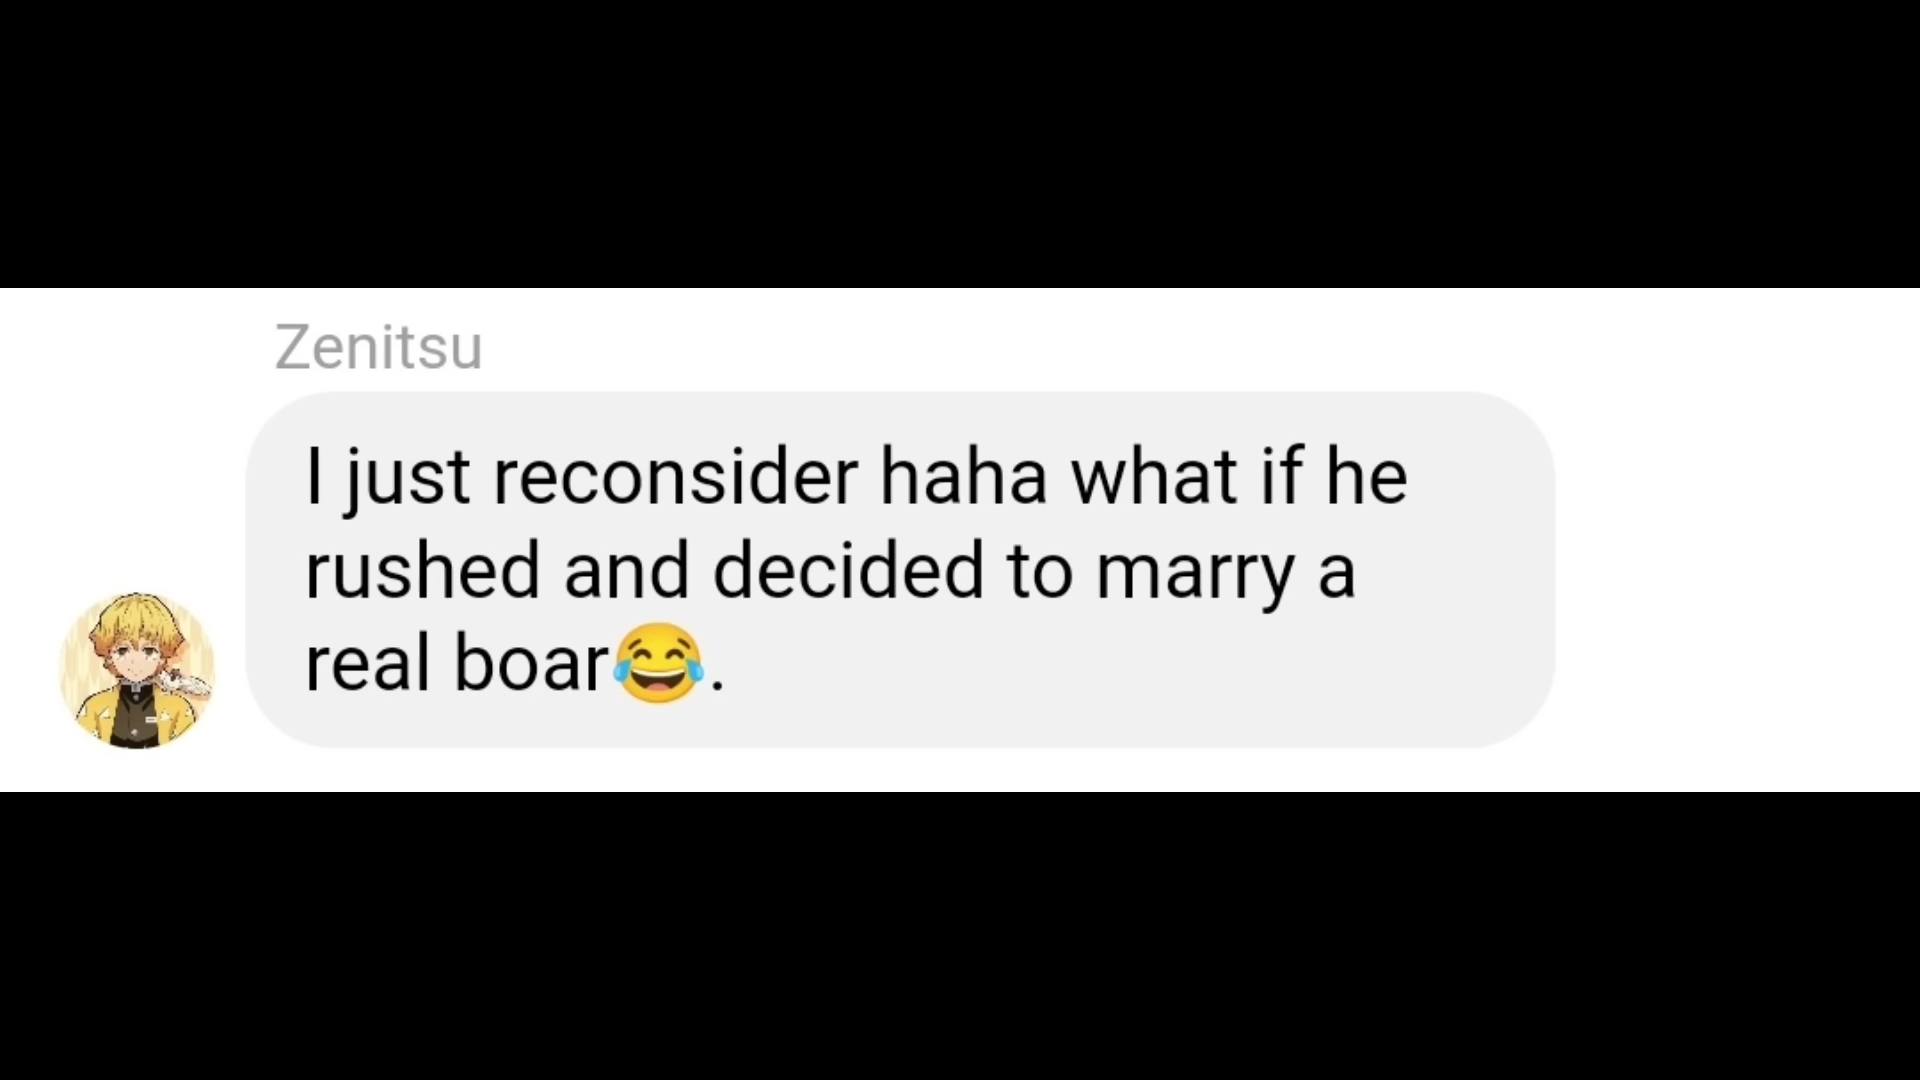 Zenitsu
I just reconsider haha what if he
rushed and decided to marry a
real boar😂.